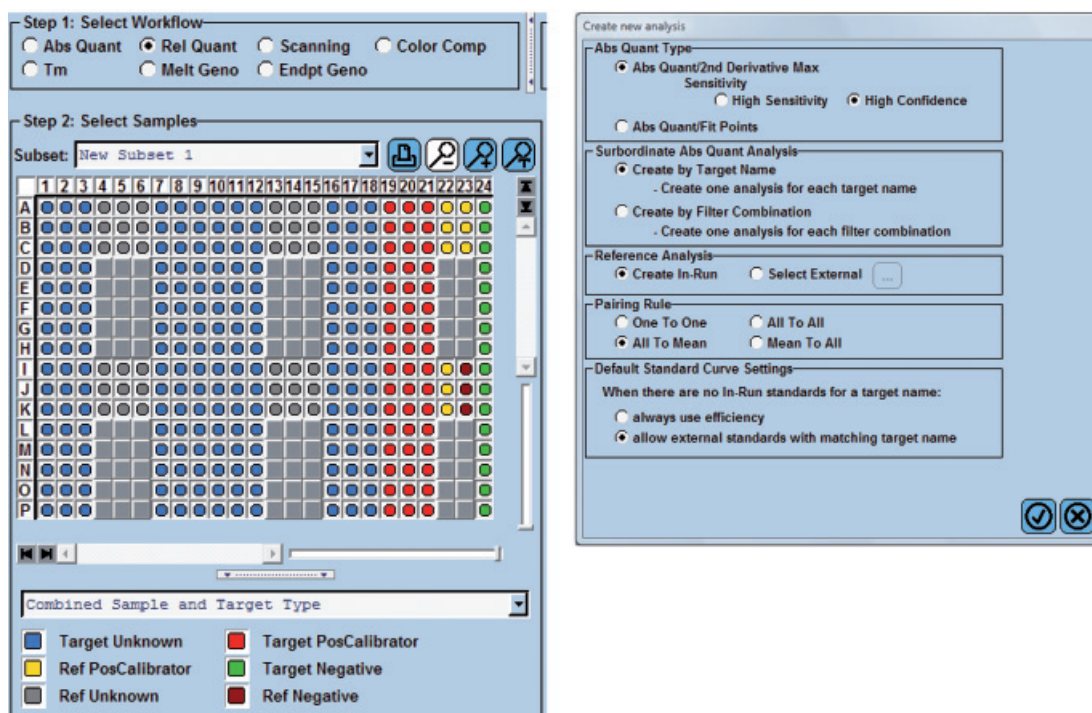 Step 1: Select Workflow
Abs Quant Rel Quant Scanning Color Comp
Tm Melt Geno Endpt Geno
Step 2: Select Samples
Subset: New Subset 1
1 2 3 4 5 6 7 8 9 10 11 12 13 14 15 16 17 18 19 20 21 22 23 24
A
B
C
D
E
F
G
H
I
J
K
L
M
N
O
P
Combined Sample and Target Type
Target Unknown Target PosCalibrator
Ref PosCalibrator Target Negative
Ref Unknown Ref Negative
Create new analysis
Abs Quant Type
Abs Quant/2nd Derivative Max
Sensitivity
High Sensitivity High Confidence
Abs Quant/Fit Points
Surbordinate Abs Quant Analysis
Create by Target Name
- Create one analysis for each target name
Create by Filter Combination
- Create one analysis for each filter combination
Reference Analysis
Create In-Run Select External ...
Pairing Rule
One To One All To All
All To Mean Mean To All
Default Standard Curve Settings
When there are no In-Run standards for a target name:
always use efficiency
allow external standards with matching target name